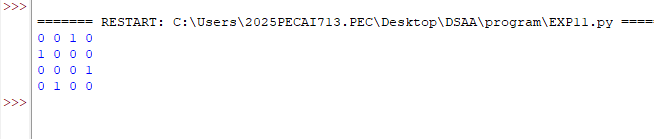 >>>
======= RESTART: C:\Users\2025PECAI713.PEC\Desktop\DSAA\program\EXP11.py =====
0 0 1 0
1 0 0 0
0 0 0 1
0 1 0 0
>>>